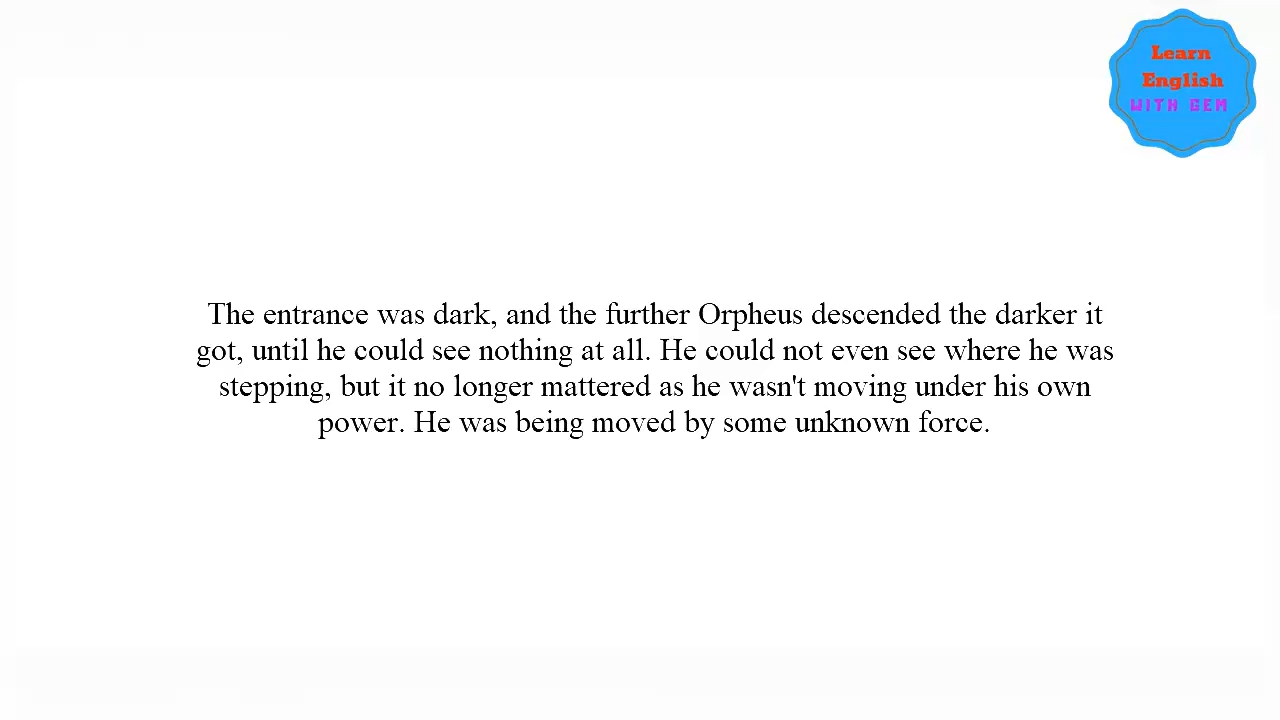 Learn
English
WITH GEM
The entrance was dark, and the further Orpheus descended the darker it
got, until he could see nothing at all. He could not even see where he was
stepping, but it no longer mattered as he wasn't moving under his own
power. He was being moved by some unknown force.